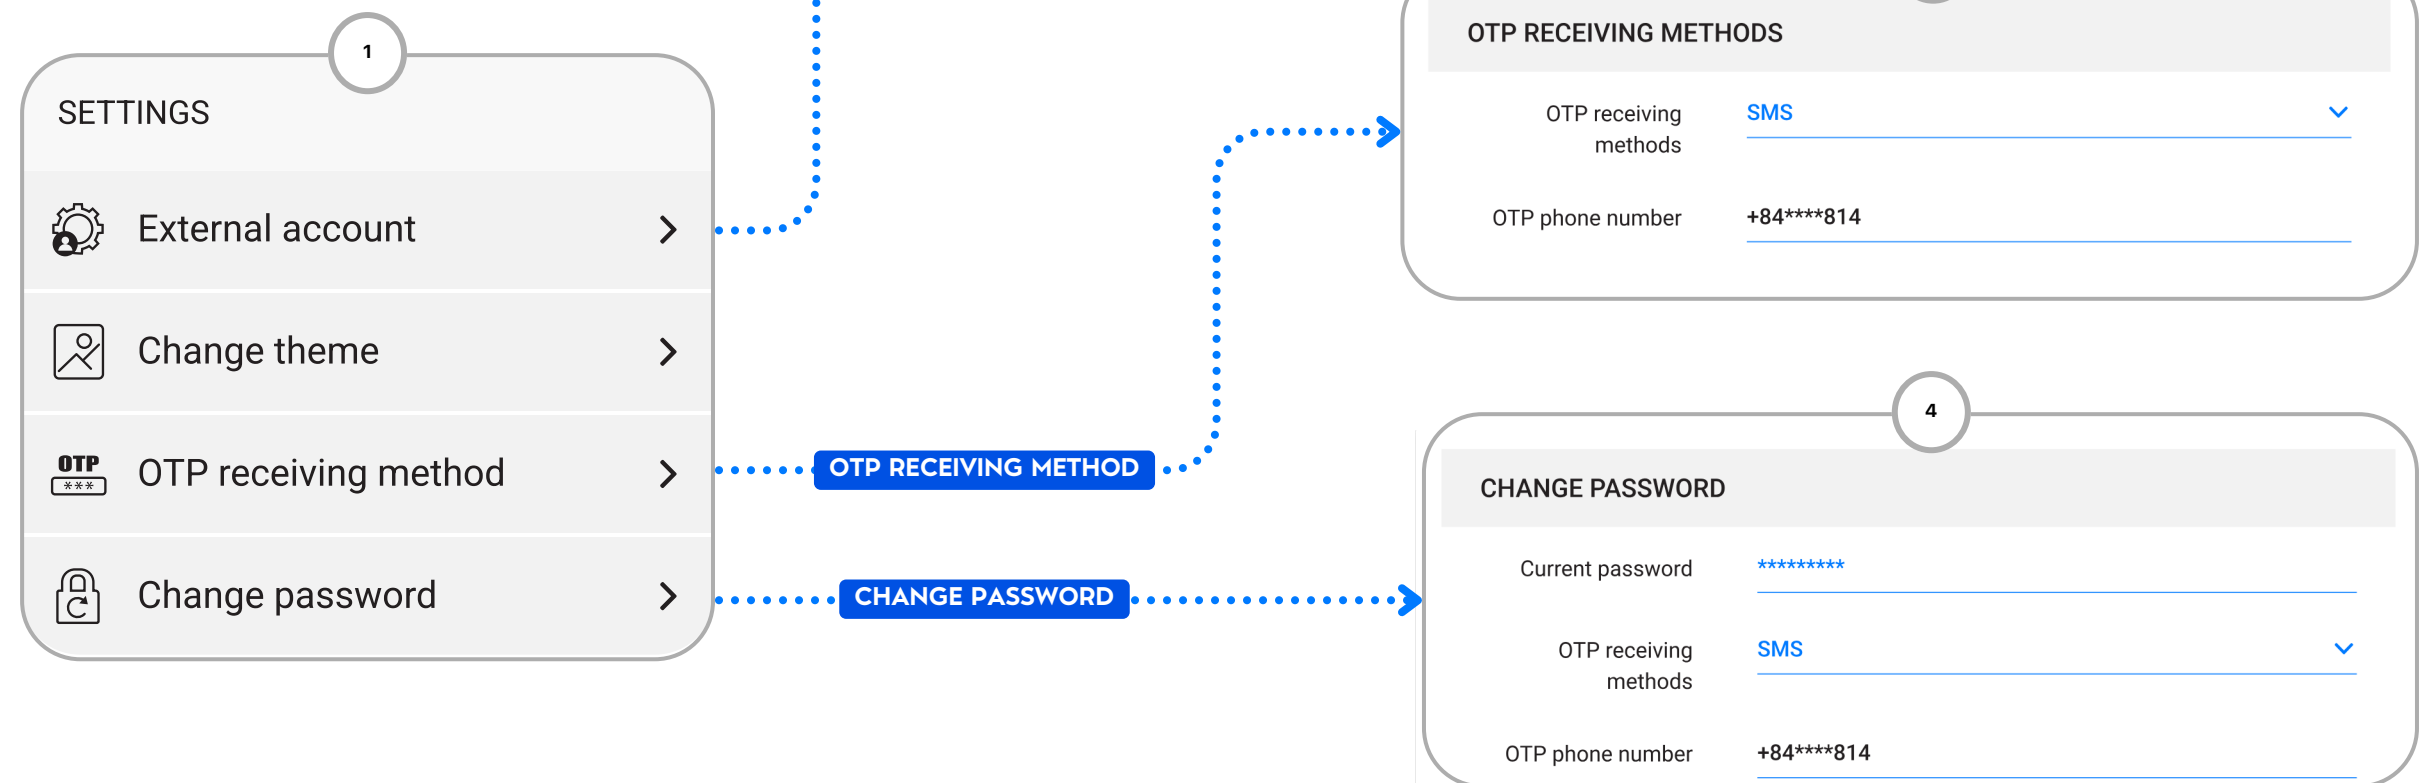 1
SETTINGS
External account
Change theme
OTP
***
OTP receiving method
Change password
OTP RECEIVING METHOD
CHANGE PASSWORD
OTP RECEIVING METHODS
OTP receiving
methods
SMS
OTP phone number
+84****814
4
CHANGE PASSWORD
Current password
*********
OTP receiving
methods
SMS
OTP phone number
+84****814